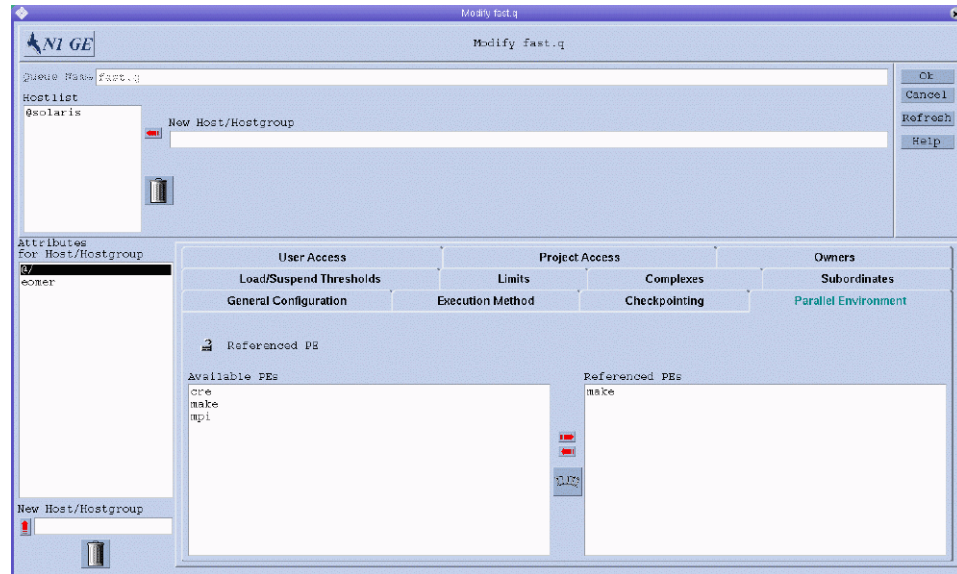 Modify fast.q
N1 GE
Modify fast.q
Queue Name fast.q
Ok
Cancel
Refresh
Help
Hostlist
@solaris
New Host/Hostgroup
Attributes
for Host/Hostgroup
@/
eomer
New Host/Hostgroup
User Access Project Access Owners
Load/Suspend Thresholds Limits Complexes Subordinates
General Configuration Execution Method Checkpointing Parallel Environment
Referenced PE
Available PEs
cre
make
mpi
Referenced PEs
make